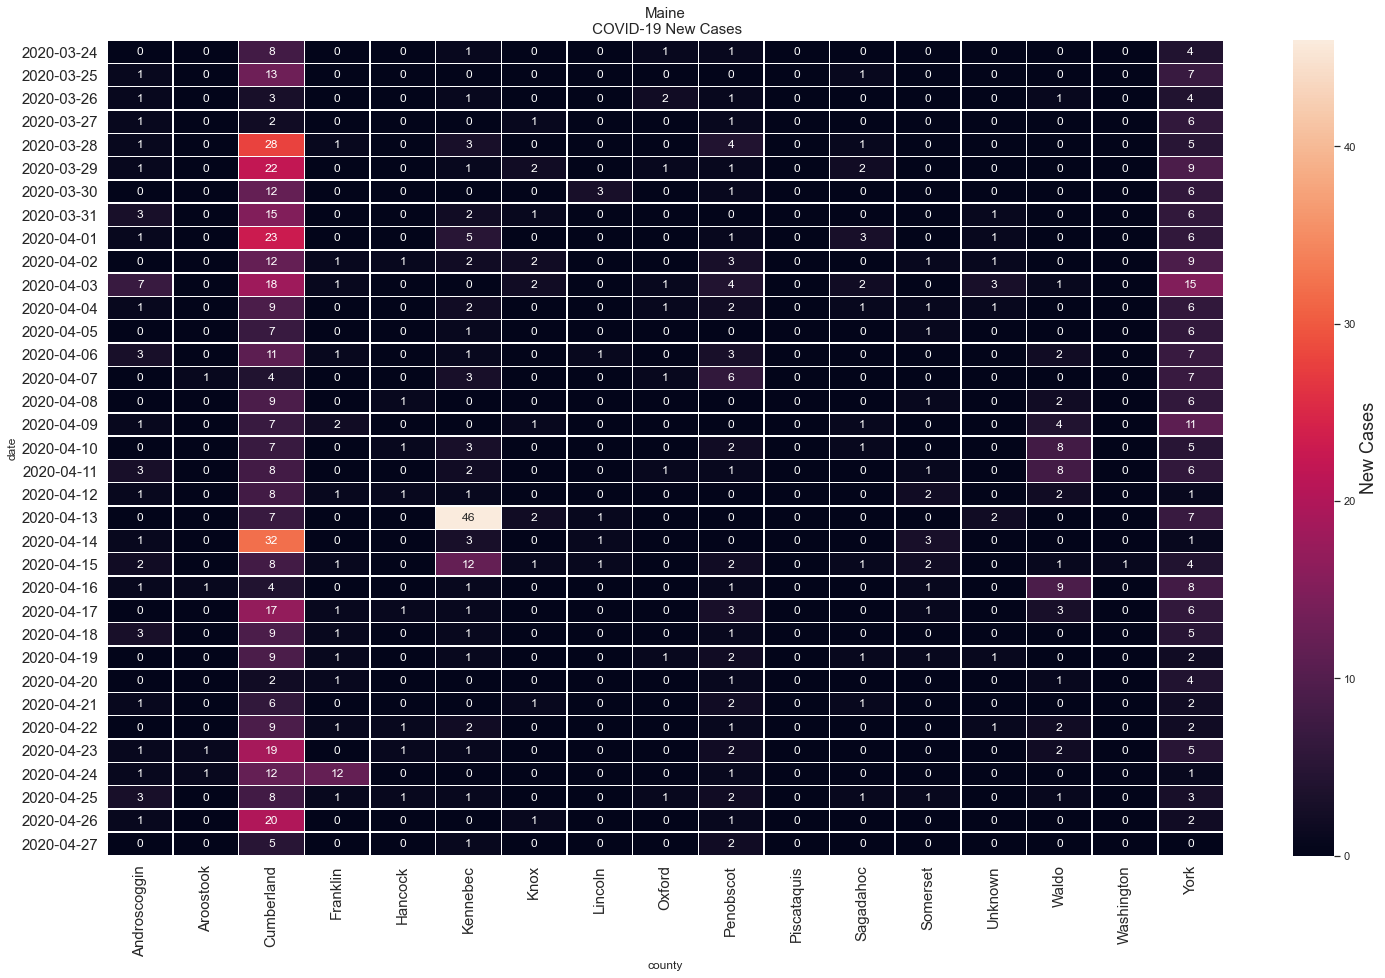 Maine
COVID-19 New Cases
2020-03-24 0 0 8 0 0 1 0 0 1 1 0 0 0 0 0 0 4
2020-03-25 1 0 13 0 0 0 0 0 0 0 0 1 0 0 0 0 7
2020-03-26 1 0 3 0 0 1 0 0 2 1 0 0 0 0 1 0 4
2020-03-27 1 0 2 0 0 0 1 0 0 1 0 0 0 0 0 0 6
2020-03-28 1 0 28 1 0 3 0 0 0 4 0 1 0 0 0 0 5
2020-03-29 1 0 22 0 0 1 2 0 1 1 0 2 0 0 0 0 9
2020-03-30 0 0 12 0 0 0 0 3 0 1 0 0 0 0 0 0 6
2020-03-31 3 0 15 0 0 2 1 0 0 0 0 0 0 1 0 0 6
2020-04-01 1 0 23 0 0 5 0 0 0 1 0 3 0 1 0 0 6
2020-04-02 0 0 12 1 1 2 2 0 0 3 0 0 1 1 0 0 9
2020-04-03 7 0 18 1 0 0 2 0 1 4 0 2 0 3 1 0 15
2020-04-04 1 0 9 0 0 2 0 0 1 2 0 1 1 1 0 0 6
2020-04-05 0 0 7 0 0 1 0 0 0 0 0 0 1 0 0 0 6
2020-04-06 3 0 11 1 0 1 0 1 0 3 0 0 0 0 2 0 7
2020-04-07 0 1 4 0 0 3 0 0 1 6 0 0 0 0 0 0 7
2020-04-08 0 0 9 0 1 0 0 0 0 0 0 0 1 0 2 0 6
2020-04-09 1 0 7 2 0 0 1 0 0 0 0 1 0 0 4 0 11
2020-04-10 0 0 7 0 1 3 0 0 0 2 0 1 0 0 8 0 5
2020-04-11 3 0 8 0 0 2 0 0 1 1 0 0 1 0 8 0 6
2020-04-12 1 0 8 1 1 1 0 0 0 0 0 0 2 0 2 0 1
2020-04-13 0 0 7 0 0 46 2 1 0 0 0 0 0 2 0 0 7
2020-04-14 1 0 32 0 0 3 0 1 0 0 0 0 3 0 0 0 1
2020-04-15 2 0 8 1 0 12 1 1 0 2 0 1 2 0 1 1 4
2020-04-16 1 1 4 0 0 1 0 0 0 1 0 0 1 0 9 0 8
2020-04-17 0 0 17 1 1 1 0 0 0 3 0 0 1 0 3 0 6
2020-04-18 3 0 9 1 0 1 0 0 0 1 0 0 0 0 0 0 5
2020-04-19 0 0 9 1 0 1 0 0 1 2 0 1 1 1 0 0 2
2020-04-20 0 0 2 1 0 0 0 0 0 1 0 0 0 0 1 0 4
2020-04-21 1 0 6 0 0 0 1 0 0 2 0 1 0 0 0 0 2
2020-04-22 0 0 9 1 1 2 0 0 0 1 0 0 0 1 2 0 2
2020-04-23 1 1 19 0 1 1 0 0 0 2 0 0 0 0 2 0 5
2020-04-24 1 1 12 12 0 0 0 0 0 1 0 0 0 0 0 0 1
2020-04-25 3 0 8 1 1 1 0 0 1 2 0 1 1 0 1 0 3
2020-04-26 1 0 20 0 0 0 1 0 0 1 0 0 0 0 0 0 2
2020-04-27 0 0 5 0 0 1 0 0 0 2 0 0 0 0 0 0 0
date
Androscoggin Aroostook Cumberland Franklin Hancock Kennebec Knox Lincoln Oxford Penobscot Piscataquis Sagadahoc Somerset Unknown Waldo Washington York
county
40
30
20
10
0
New Cases